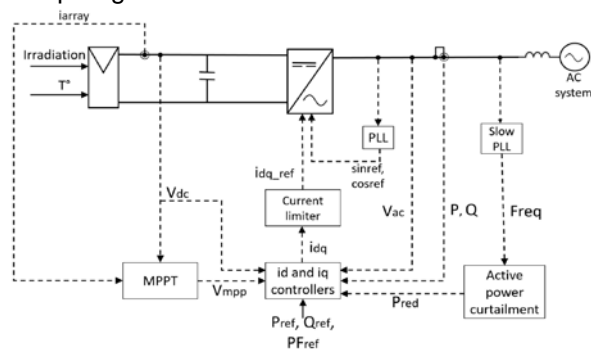 iarray
Irradiation
T°
AC
system
PLL
Slow
PLL
sinref,
cosref
idq_ref
Vdc
Current
limiter
Vac
P, Q
Freq
idq
MPPT
Vmpp
id and iq
controllers
Active
power
curtailment
Pred
Pref, Qref,
PFref